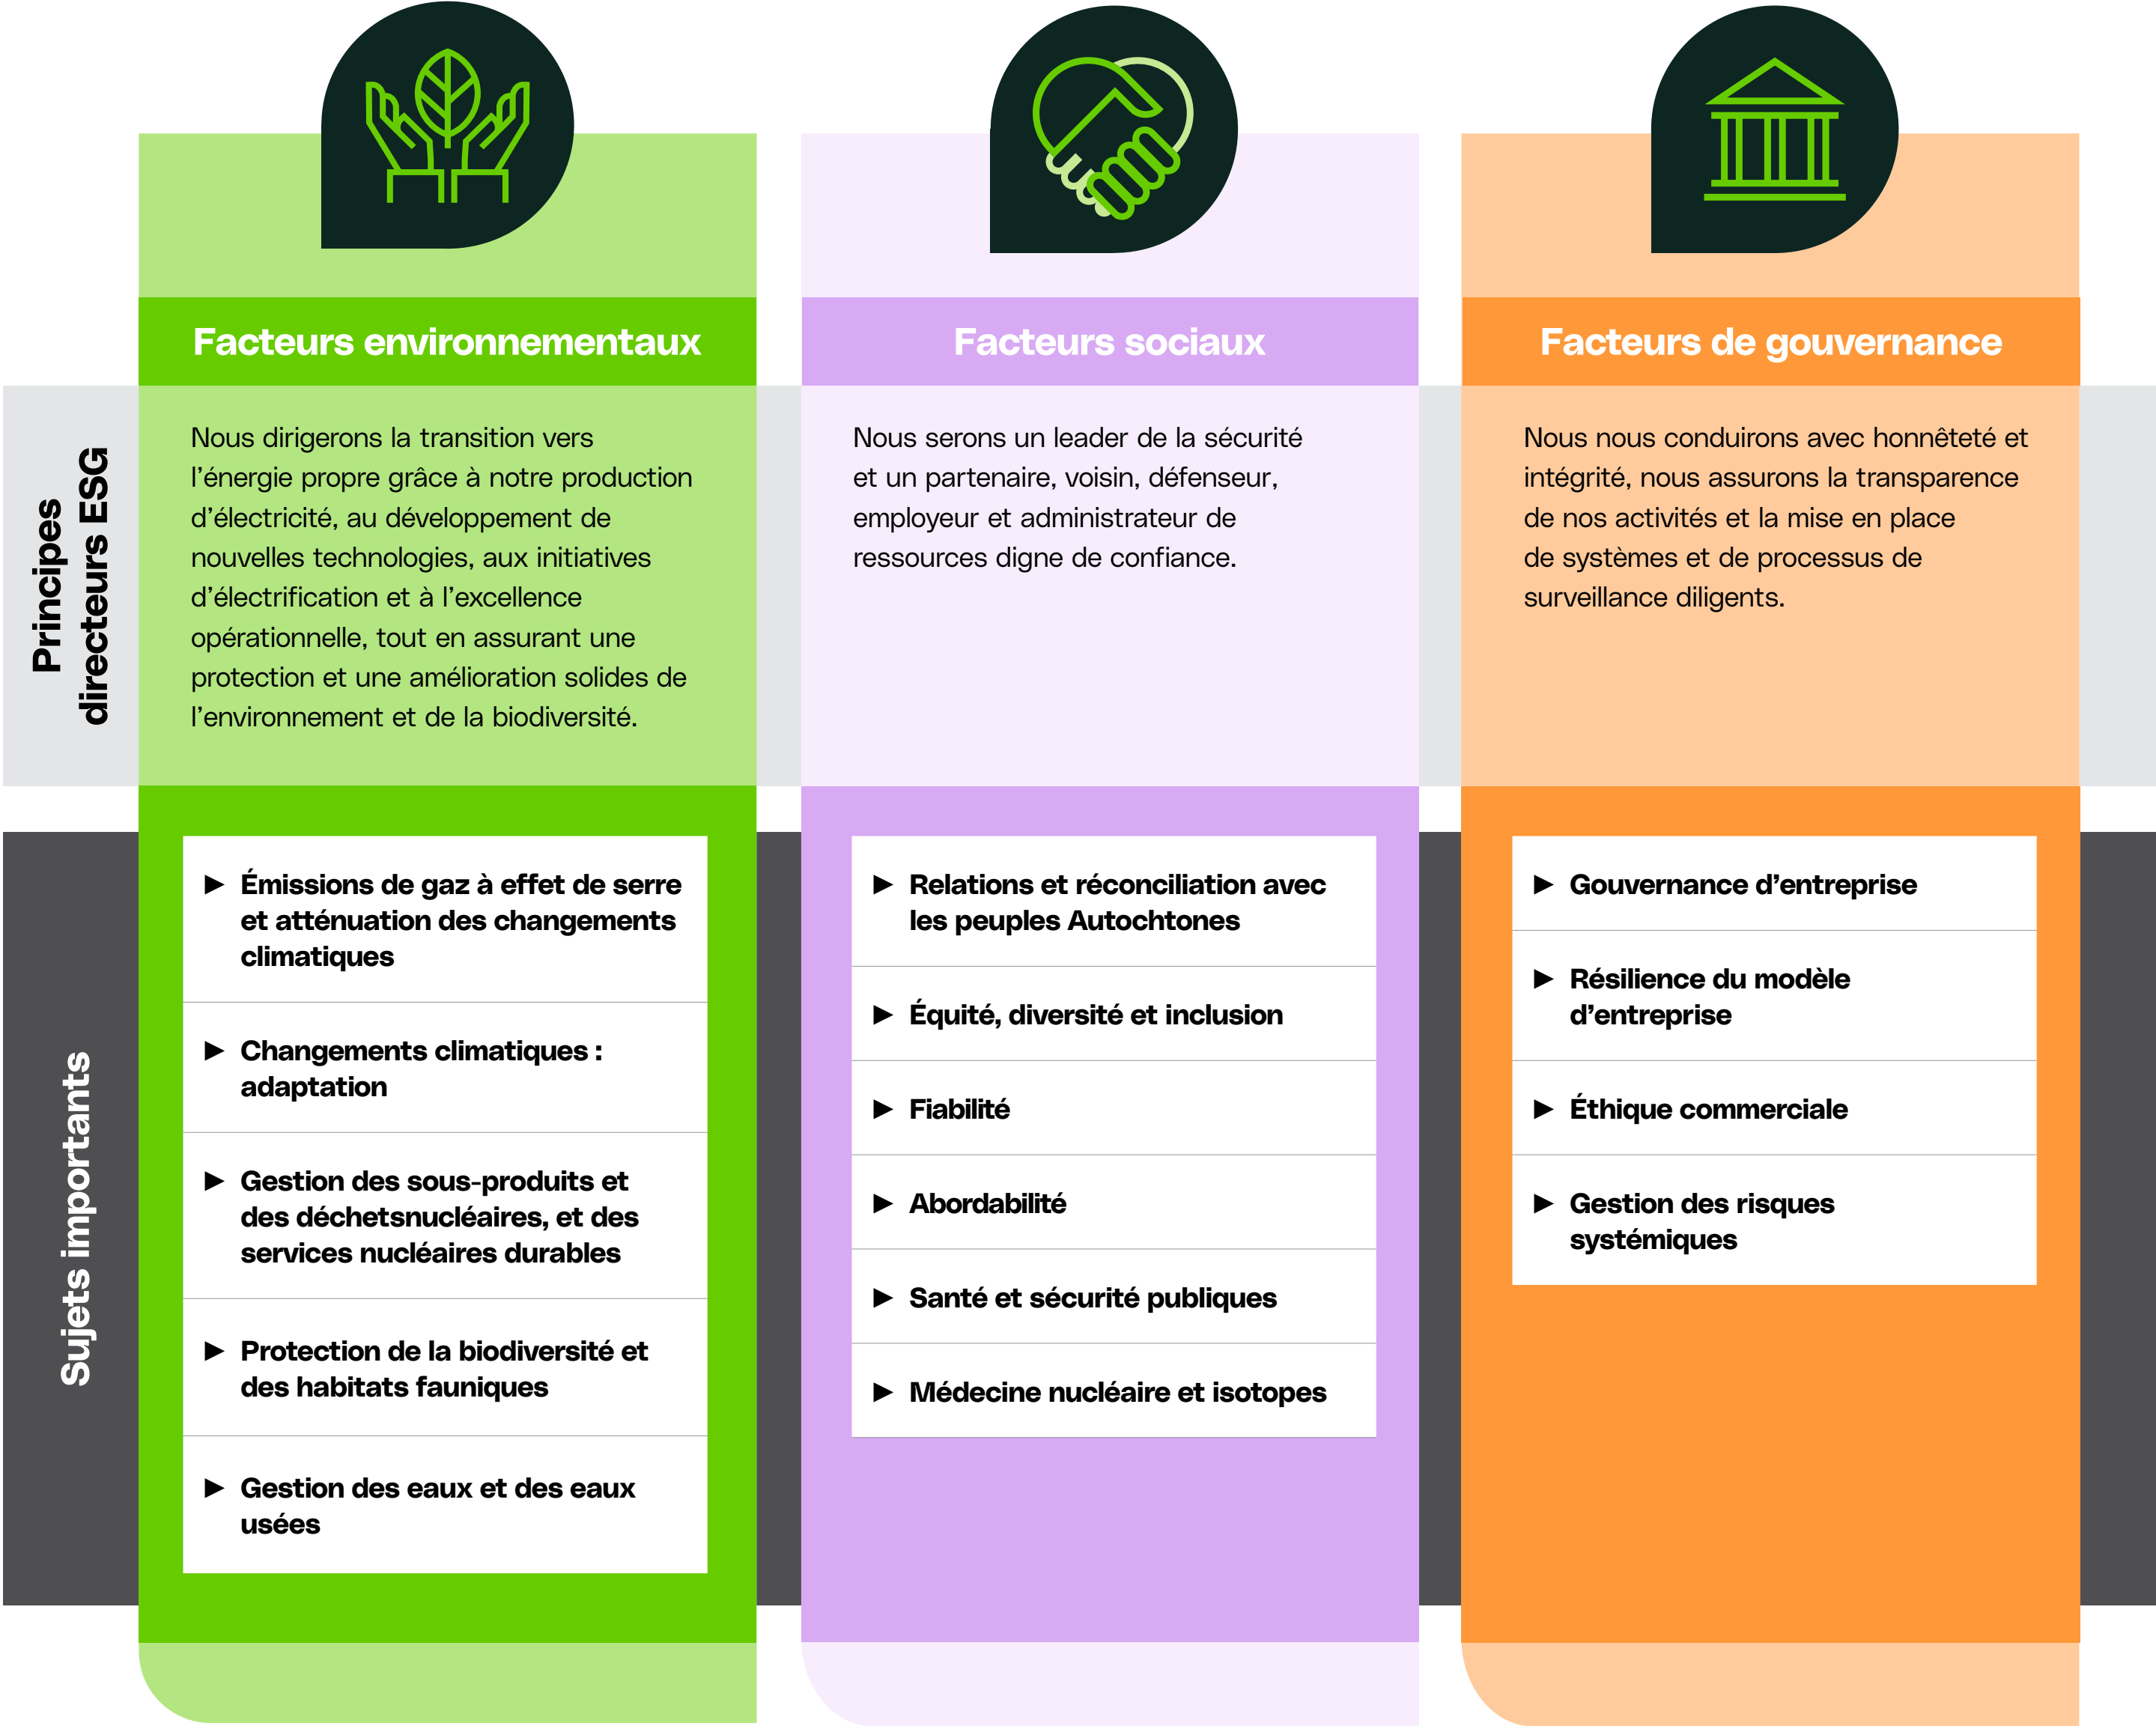 Facteurs environnementaux
Facteurs sociaux
Facteurs de gouvernance
Principes
directeurs ESG
Nous dirigerons la transition vers
l’énergie propre grâce à notre production
d’électricité, au développement de
nouvelles technologies, aux initiatives
d’électrification et à l’excellence
opérationnelle, tout en assurant une
protection et une amélioration solides de
l’environnement et de la biodiversité.
Nous serons un leader de la sécurité
et un partenaire, voisin, défenseur,
employeur et administrateur de
ressources digne de confiance.
Nous nous conduirons avec honnêteté et
intégrité, nous assurons la transparence
de nos activités et la mise en place
de systèmes et de processus de
surveillance diligents.
Sujets importants
► Émissions de gaz à effet de serre
et atténuation des changements
climatiques
► Changements climatiques :
adaptation
► Gestion des sous-produits et
des déchetsnucléaires, et des
services nucléaires durables
► Protection de la biodiversité et
des habitats fauniques
► Gestion des eaux et des eaux
usées
► Relations et réconciliation avec
les peuples Autochtones
► Équité, diversité et inclusion
► Fiabilité
► Abordabilité
► Santé et sécurité publiques
► Médecine nucléaire et isotopes
► Gouvernance d’entreprise
► Résilience du modèle
d’entreprise
► Éthique commerciale
► Gestion des risques
systémiques